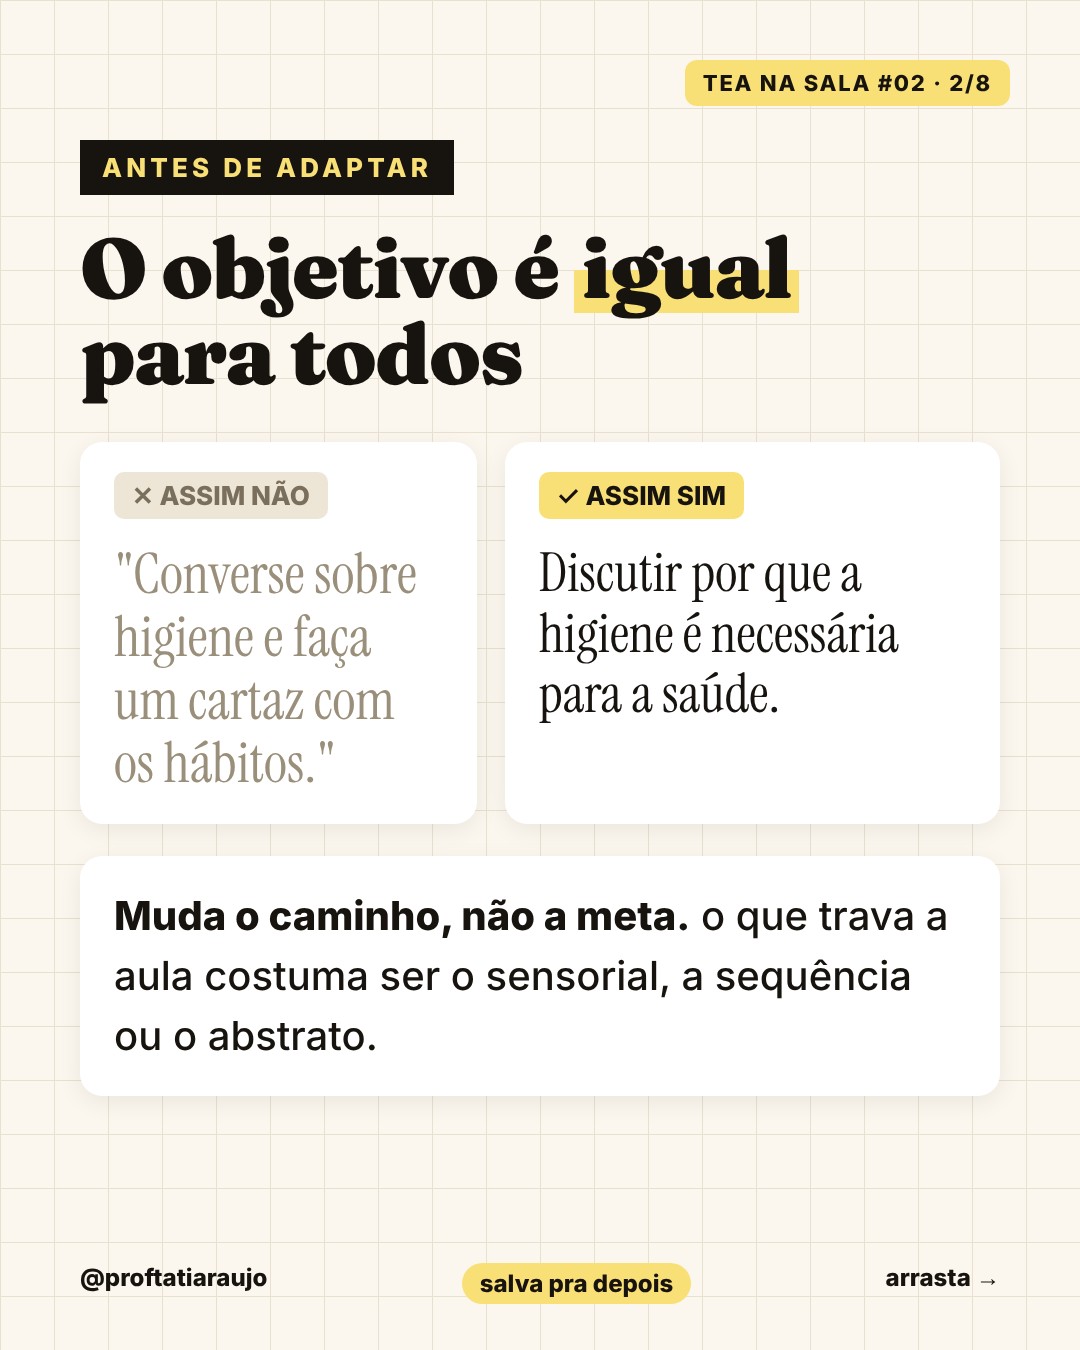 TEA NA SALA #02 · 2/8
ANTES DE ADAPTAR
O objetivo é igual
para todos
✕ ASSIM NÃO
"Converse sobre
higiene e faça
um cartaz com
os hábitos."
✓ ASSIM SIM
Discutir por que a
higiene é necessária
para a saúde.
Muda o caminho, não a meta. o que trava a
aula costuma ser o sensorial, a sequência
ou o abstrato.
@proftatiaraujo
salva pra depois
arrasta →